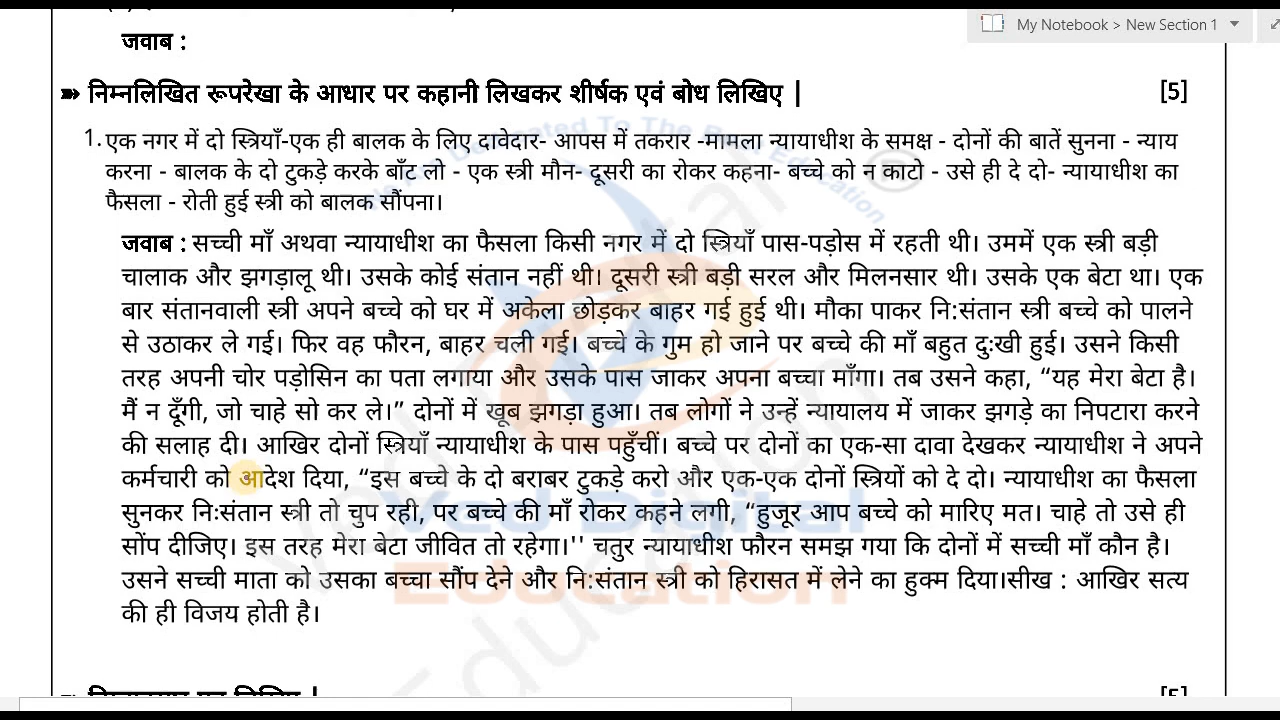 My Notebook > New Section 1
जवाब :
➽ निम्नलिखित रूपरेखा के आधार पर कहानी लिखकर शीर्षक एवं बोध लिखिए | [5]
1. एक नगर में दो स्त्रियाँ-एक ही बालक के लिए दावेदार- आपस में तकरार -मामला न्यायाधीश के समक्ष - दोनों की बातें सुनना - न्याय
करना - बालक के दो टुकड़े करके बाँट लो - एक स्त्री मौन- दूसरी का रोकर कहना- बच्चे को न काटो - उसे ही दे दो- न्यायाधीश का
फैसला - रोती हुई स्त्री को बालक सौंपना।
जवाब : सच्ची माँ अथवा न्यायाधीश का फैसला किसी नगर में दो स्त्रियाँ पास-पड़ोस में रहती थी। उममें एक स्त्री बड़ी
चालाक और झगड़ालू थी। उसके कोई संतान नहीं थी। दूसरी स्त्री बड़ी सरल और मिलनसार थी। उसके एक बेटा था। एक
बार संतानवाली स्त्री अपने बच्चे को घर में अकेला छोड़कर बाहर गई हुई थी। मौका पाकर नि:संतान स्त्री बच्चे को पालने
से उठाकर ले गई। फिर वह फौरन, बाहर चली गई। बच्चे के गुम हो जाने पर बच्चे की माँ बहुत दुःखी हुई। उसने किसी
तरह अपनी चोर पड़ोसिन का पता लगाया और उसके पास जाकर अपना बच्चा माँगा। तब उसने कहा, “यह मेरा बेटा है।
मैं न दूँगी, जो चाहे सो कर ले।” दोनों में खूब झगड़ा हुआ। तब लोगों ने उन्हें न्यायालय में जाकर झगड़े का निपटारा करने
की सलाह दी। आखिर दोनों स्त्रियाँ न्यायाधीश के पास पहुँचीं। बच्चे पर दोनों का एक-सा दावा देखकर न्यायाधीश ने अपने
कर्मचारी को आदेश दिया, “इस बच्चे के दो बराबर टुकड़े करो और एक-एक दोनों स्त्रियों को दे दो। न्यायाधीश का फैसला
सुनकर निःसंतान स्त्री तो चुप रही, पर बच्चे की माँ रोकर कहने लगी, “हुजूर आप बच्चे को मारिए मत। चाहे तो उसे ही
सोंप दीजिए। इस तरह मेरा बेटा जीवित तो रहेगा।'' चतुर न्यायाधीश फौरन समझ गया कि दोनों में सच्ची माँ कौन है।
उसने सच्ची माता को उसका बच्चा सौंप देने और नि:संतान स्त्री को हिरासत में लेने का हुक्म दिया।सीख : आखिर सत्य
की ही विजय होती है।
Ved Digital
Education